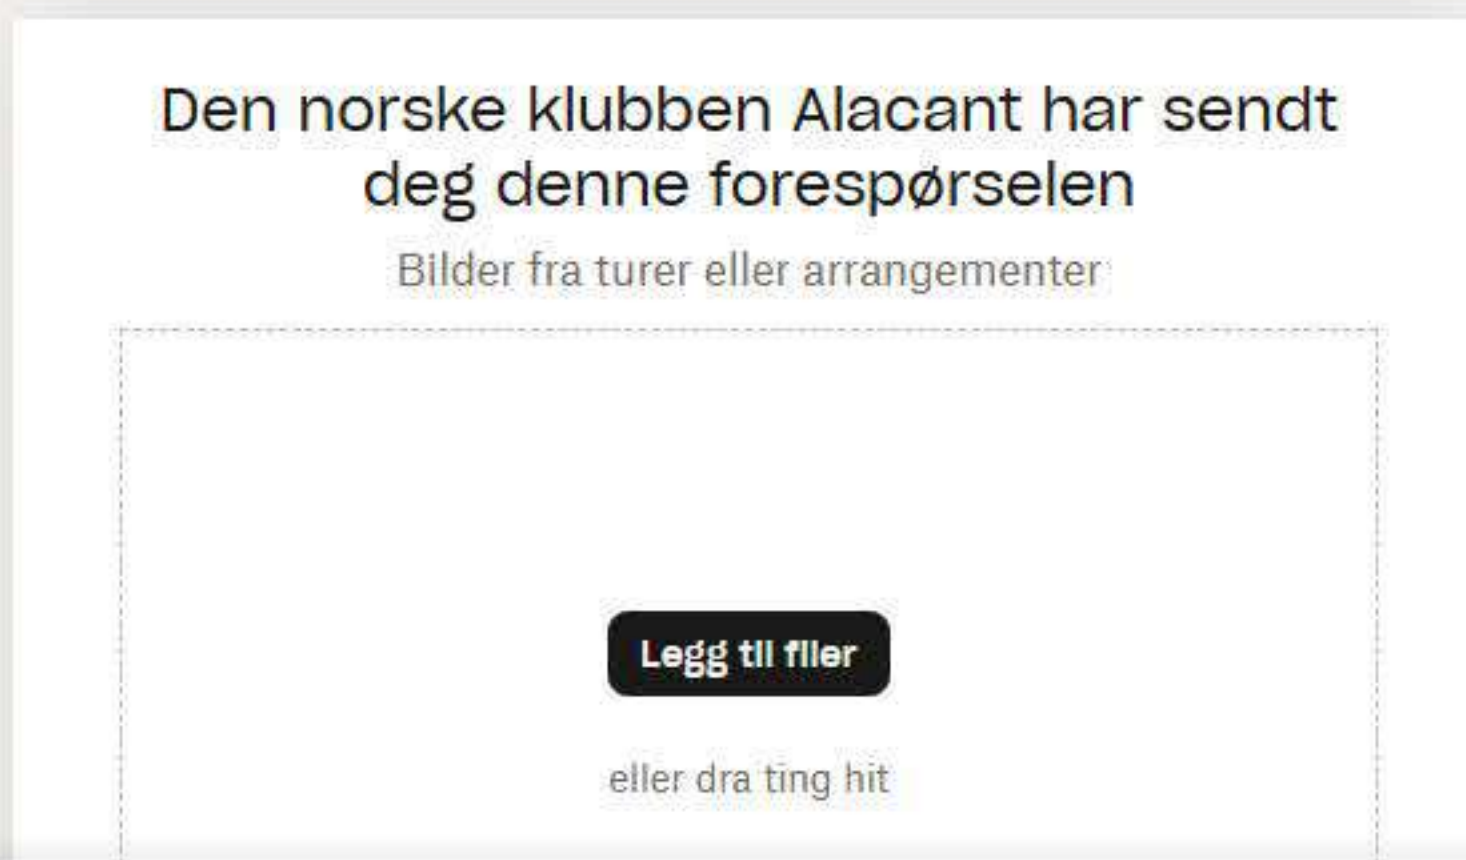 Den norske klubben Alacant har sendt
deg denne forespørselen
Bilder fra turer eller arrangementer
Legg til filer
eller dra ting hit